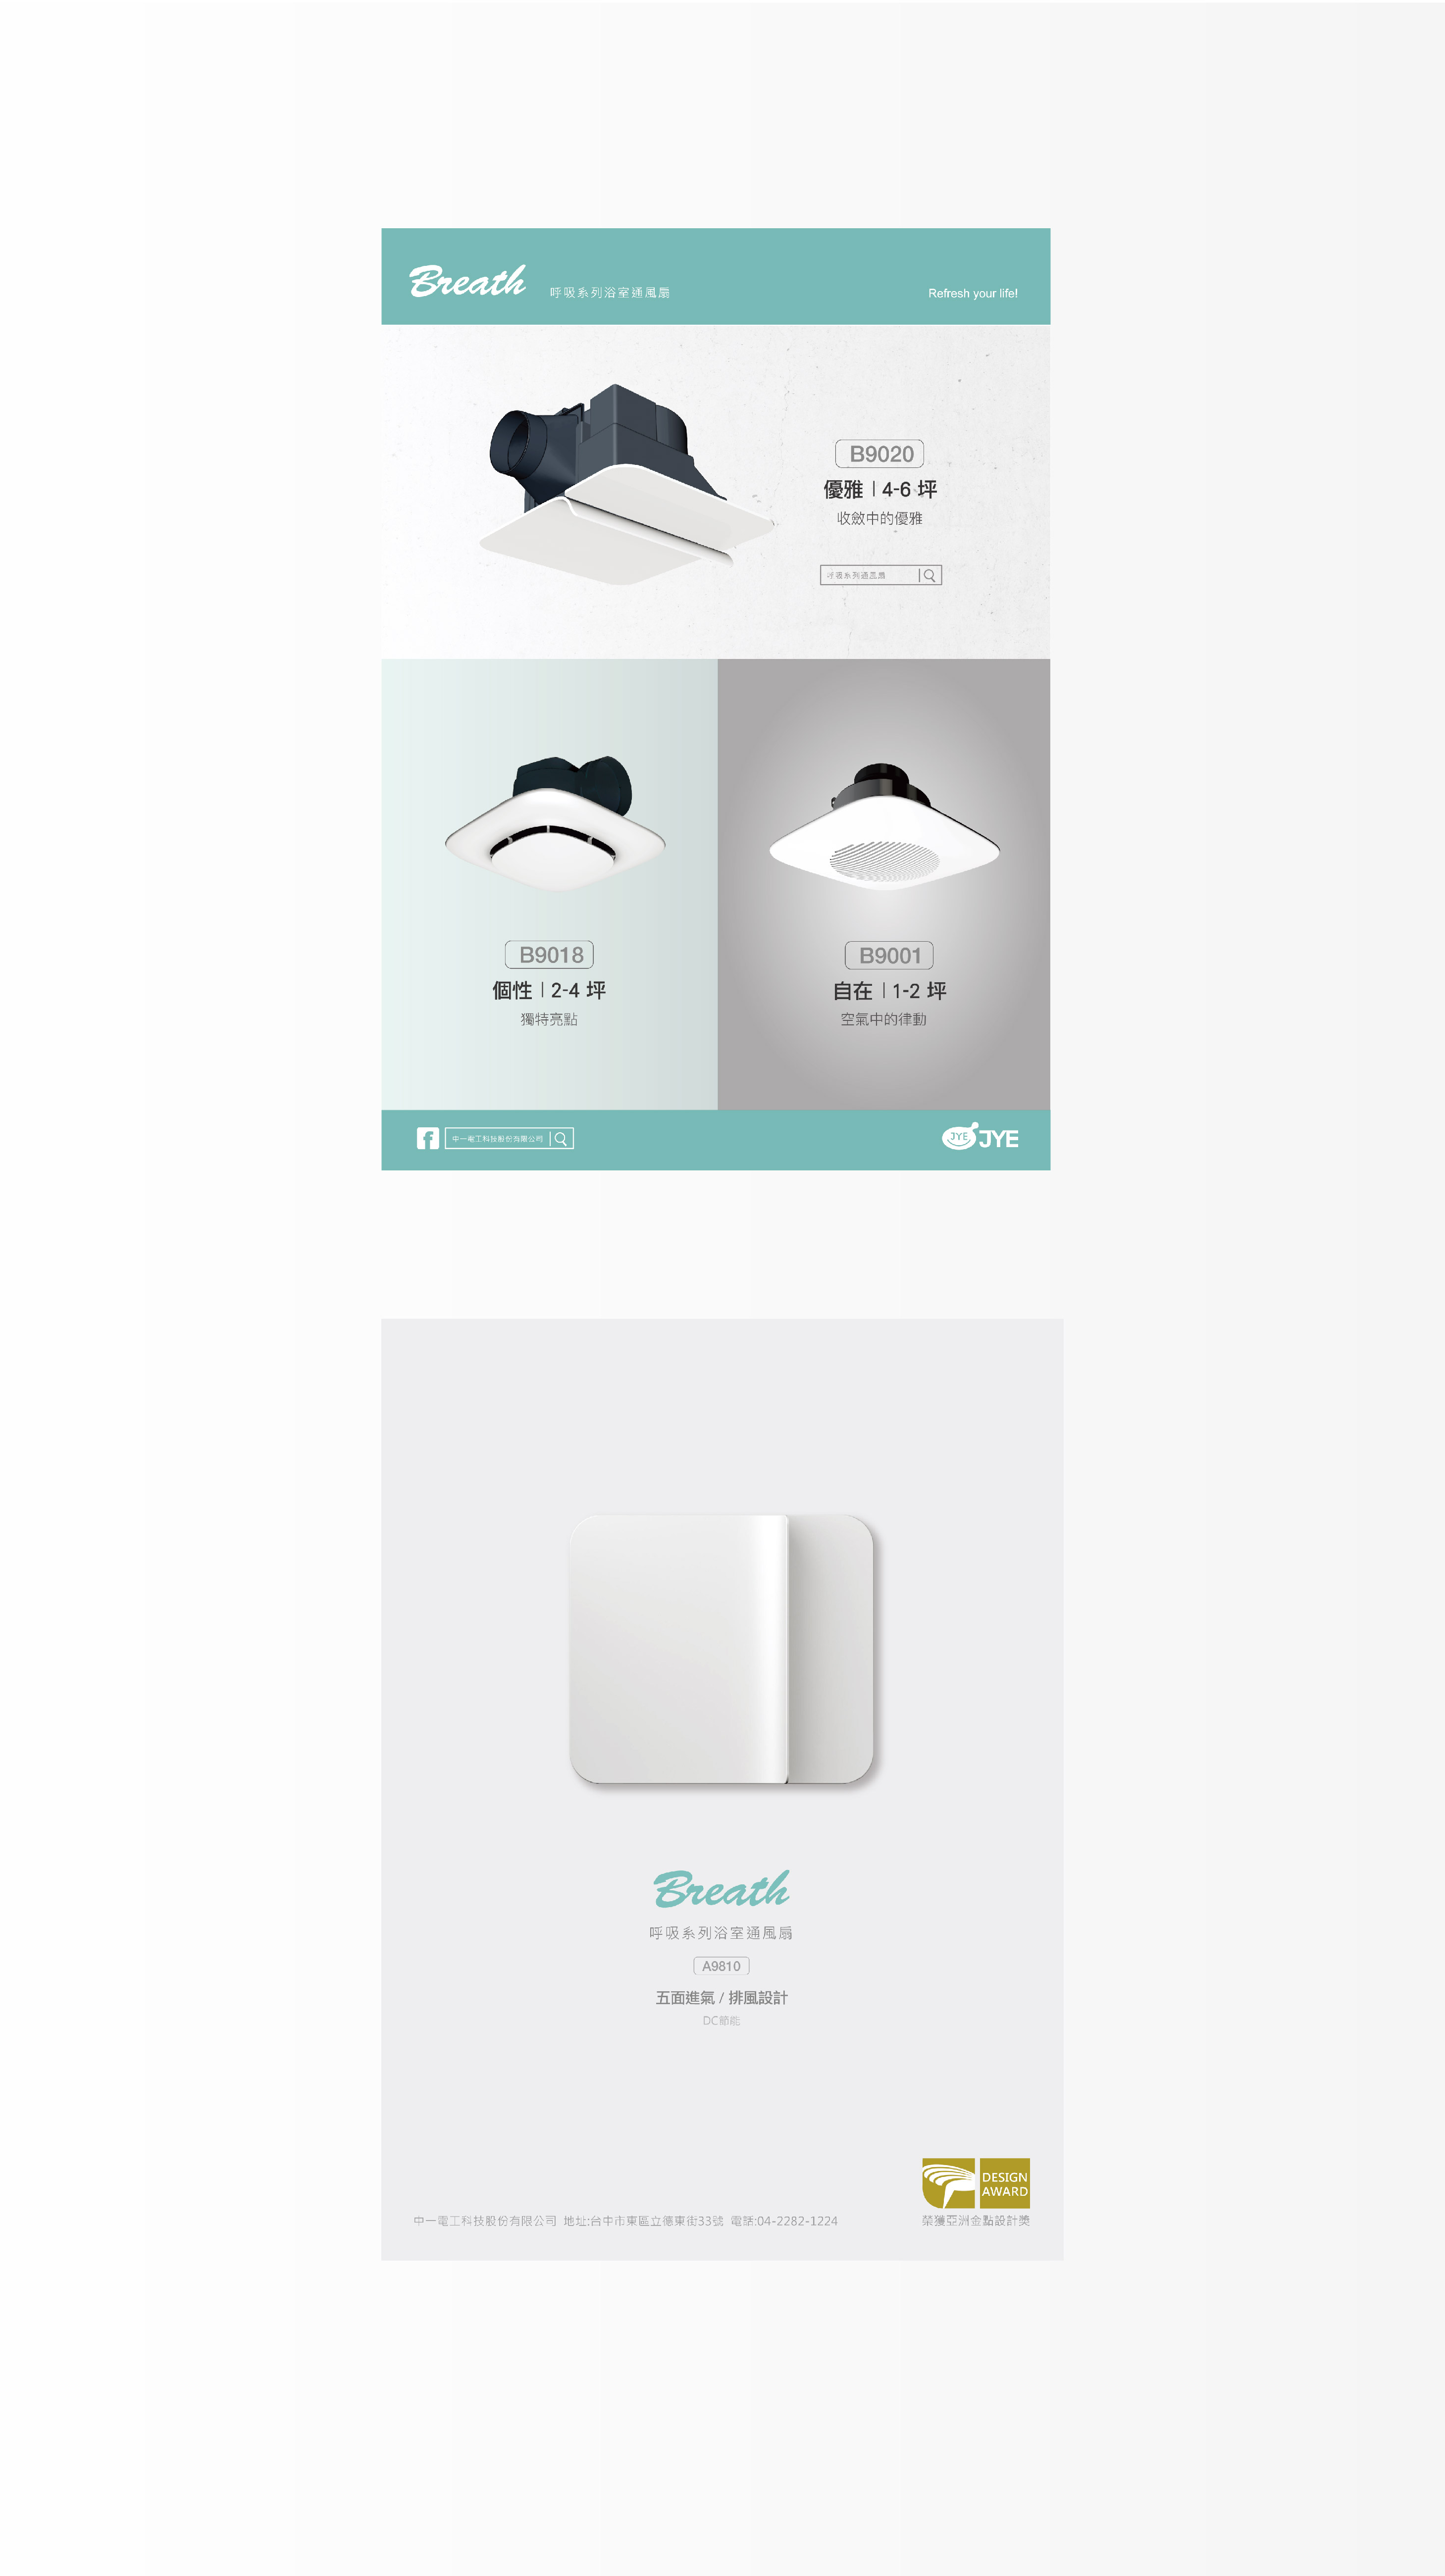 Breath 呼吸系列浴室通風扇 Refresh your life!
B9020
優雅 | 4-6 坪
收斂中的優雅
呼吸系列通風扇
B9018
個性 | 2-4 坪
獨特亮點
B9001
自在 | 1-2 坪
空氣中的律動
f 中一電工科技股份有限公司 JYE JYE
Breath
呼吸系列浴室通風扇
A9810
五面進氣 / 排風設計
DC節能
DESIGN
AWARD
中一電工科技股份有限公司 地址:台中市東區立德東街33號 電話:04-2282-1224
榮獲亞洲金點設計獎